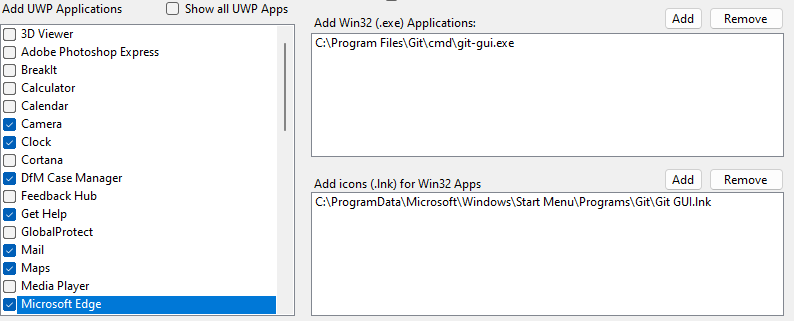 Add UWP Applications
Show all UWP Apps
3D Viewer
Adobe Photoshop Express
BreakIt
Calculator
Calendar
Camera
Clock
Cortana
DfM Case Manager
Feedback Hub
Get Help
GlobalProtect
Mail
Maps
Media Player
Microsoft Edge
Add Win32 (.exe) Applications:
Add
Remove
C:\Program Files\Git\cmd\git-gui.exe
Add icons (.lnk) for Win32 Apps
Add
Remove
C:\ProgramData\Microsoft\Windows\Start Menu\Programs\Git\Git GUI.lnk